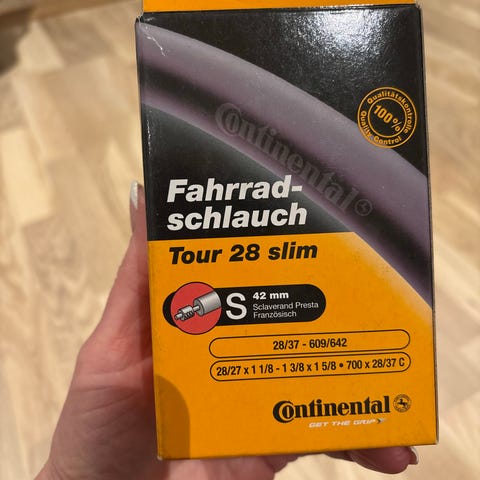 Continental
Qualitätskontrolle
100%
Quality Control
Fahrrad-
schlauch
Tour 28 slim
S
42 mm
Sclaverand Presta
Französisch
28/37 - 609/642
28/27 x 1 1/8 - 1 3/8 x 1 5/8 • 700 x 28/37 C
Continental
GET THE GRIP